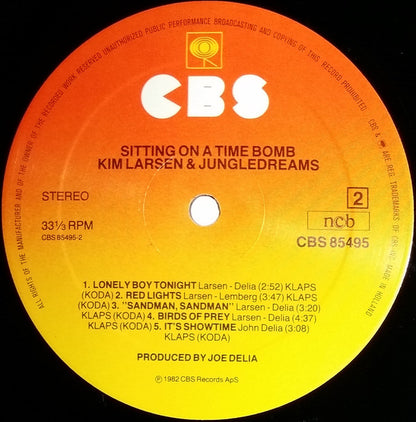 ALL RIGHTS OF THE MANUFACTURER AND OF THE OWNER OF THE RECORDED WORK RESERVED UNAUTHORIZED PUBLIC PERFORMANCE BROADCASTING AND COPYING OF THIS RECORD PROHIBITED. CBS & ARE REG. TRADEMARKS OF CBS INC. MADE IN HOLLAND
CBS
SITTING ON A TIME BOMB
KIM LARSEN & JUNGLEDREAMS
STEREO
2
33⅓ RPM
ncb
CBS 85495-2
CBS 85495
1. LONELY BOY TONIGHT Larsen - Delia (2:52) KLAPS
(KODA) 2. RED LIGHTS Larsen - Lemberg (3:47) KLAPS
(KODA) 3. "SANDMAN, SANDMAN" Larsen - Delia (3:20)
KLAPS (KODA) 4. BIRDS OF PREY Larsen - Delia (4:37)
KLAPS (KODA) 5. IT'S SHOWTIME John Delia (3:08)
KLAPS (KODA)
PRODUCED BY JOE DELIA
℗ 1982 CBS Records ApS